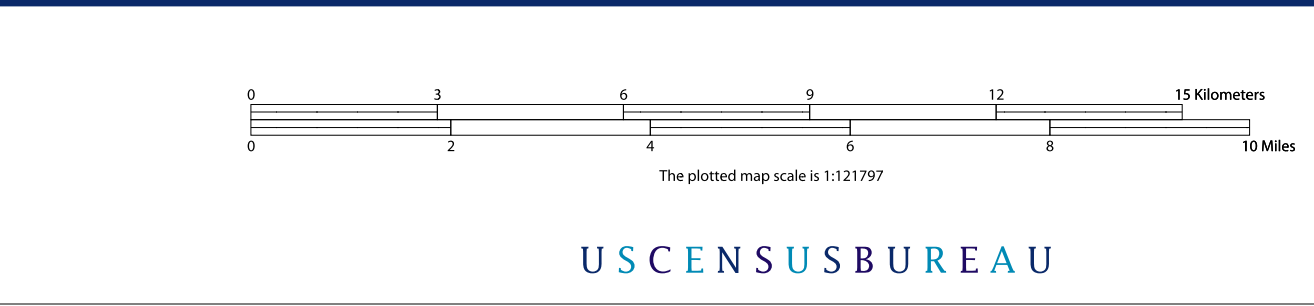 0 3 6 9 12 15 Kilometers
0 2 4 6 8 10 Miles
The plotted map scale is 1:121797
USCENSUSBUREAU